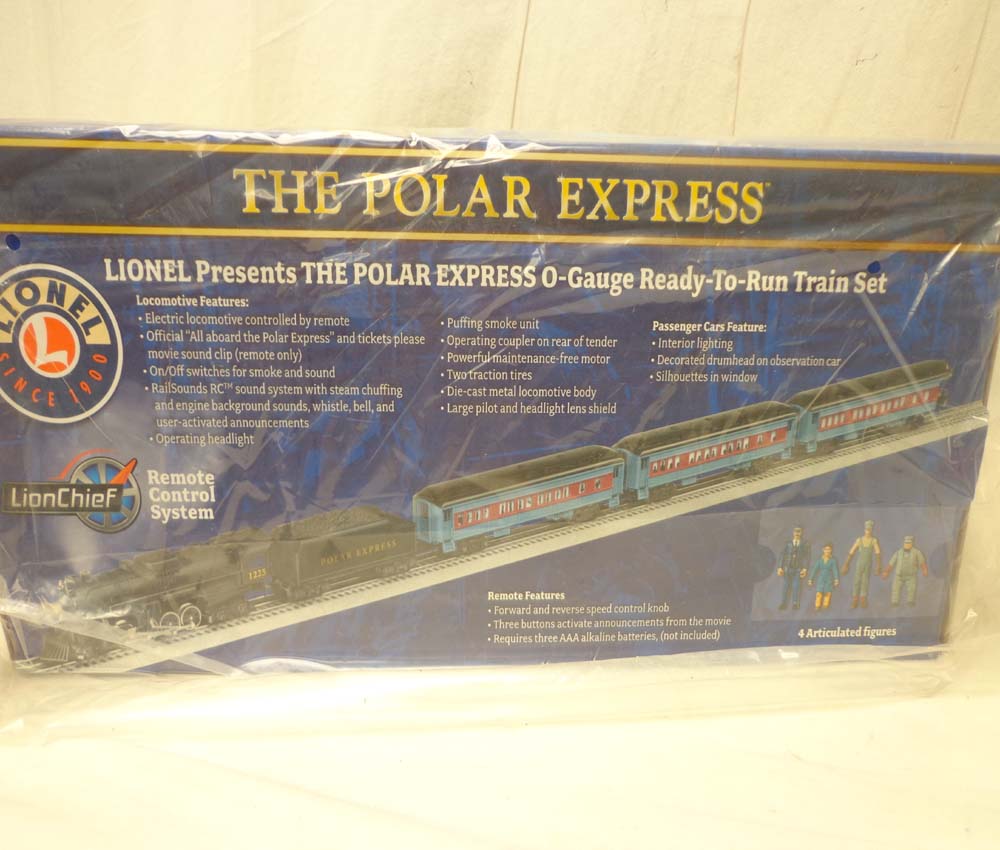 THE POLAR EXPRESS™
LIONEL Presents THE POLAR EXPRESS O-Gauge Ready-To-Run Train Set
LIONEL
L
SINCE 1900
Locomotive Features:
• Electric locomotive controlled by remote
• Official "All aboard the Polar Express" and tickets please
movie sound clip (remote only)
• On/Off switches for smoke and sound
• RailSounds RC™ sound system with steam chuffing
and engine background sounds, whistle, bell, and
user-activated announcements
• Operating headlight
• Puffing smoke unit
• Operating coupler on rear of tender
• Powerful maintenance-free motor
• Two traction tires
• Die-cast metal locomotive body
• Large pilot and headlight lens shield
Passenger Cars Feature:
• Interior lighting
• Decorated drumhead on observation car
• Silhouettes in window
LionChief
Remote
Control
System
1225
POLAR EXPRESS
Remote Features
• Forward and reverse speed control knob
• Three buttons activate announcements from the movie
• Requires three AAA alkaline batteries, (not included)
4 Articulated figures